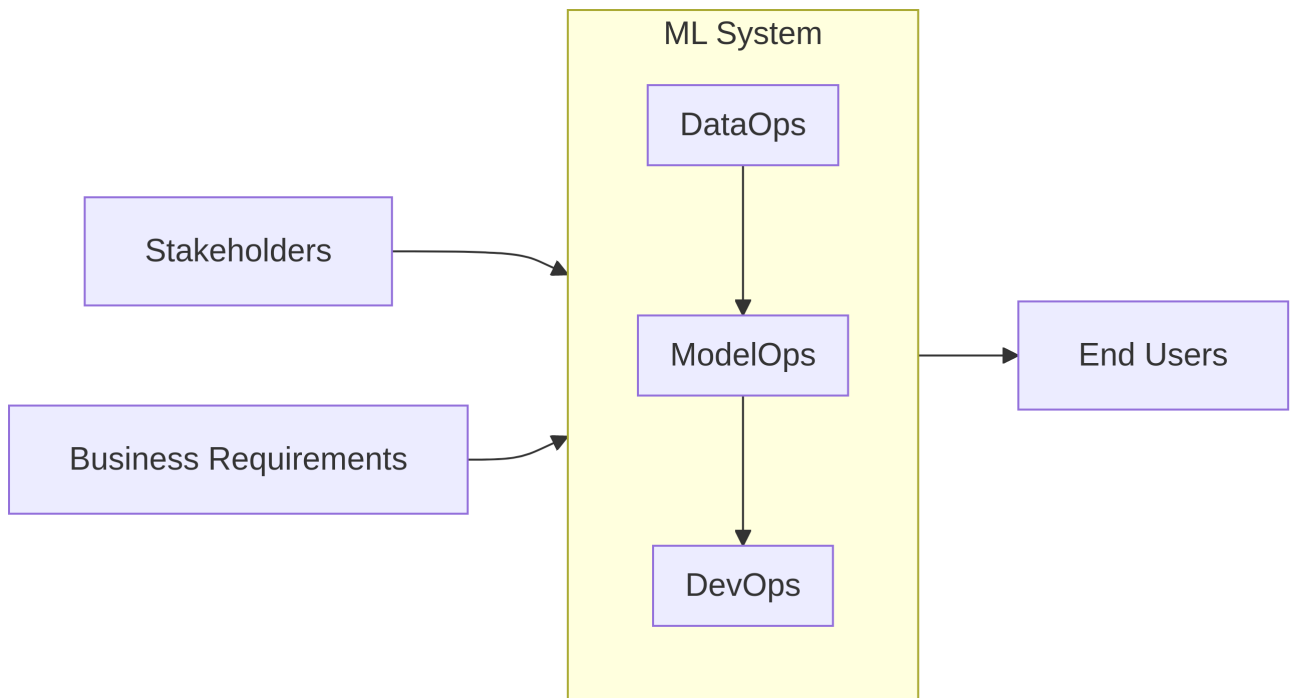 ML System
DataOps
Stakeholders
ModelOps
End Users
Business Requirements
DevOps